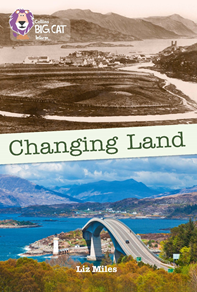 Collins
BIG CAT
Changing Land
Liz Miles